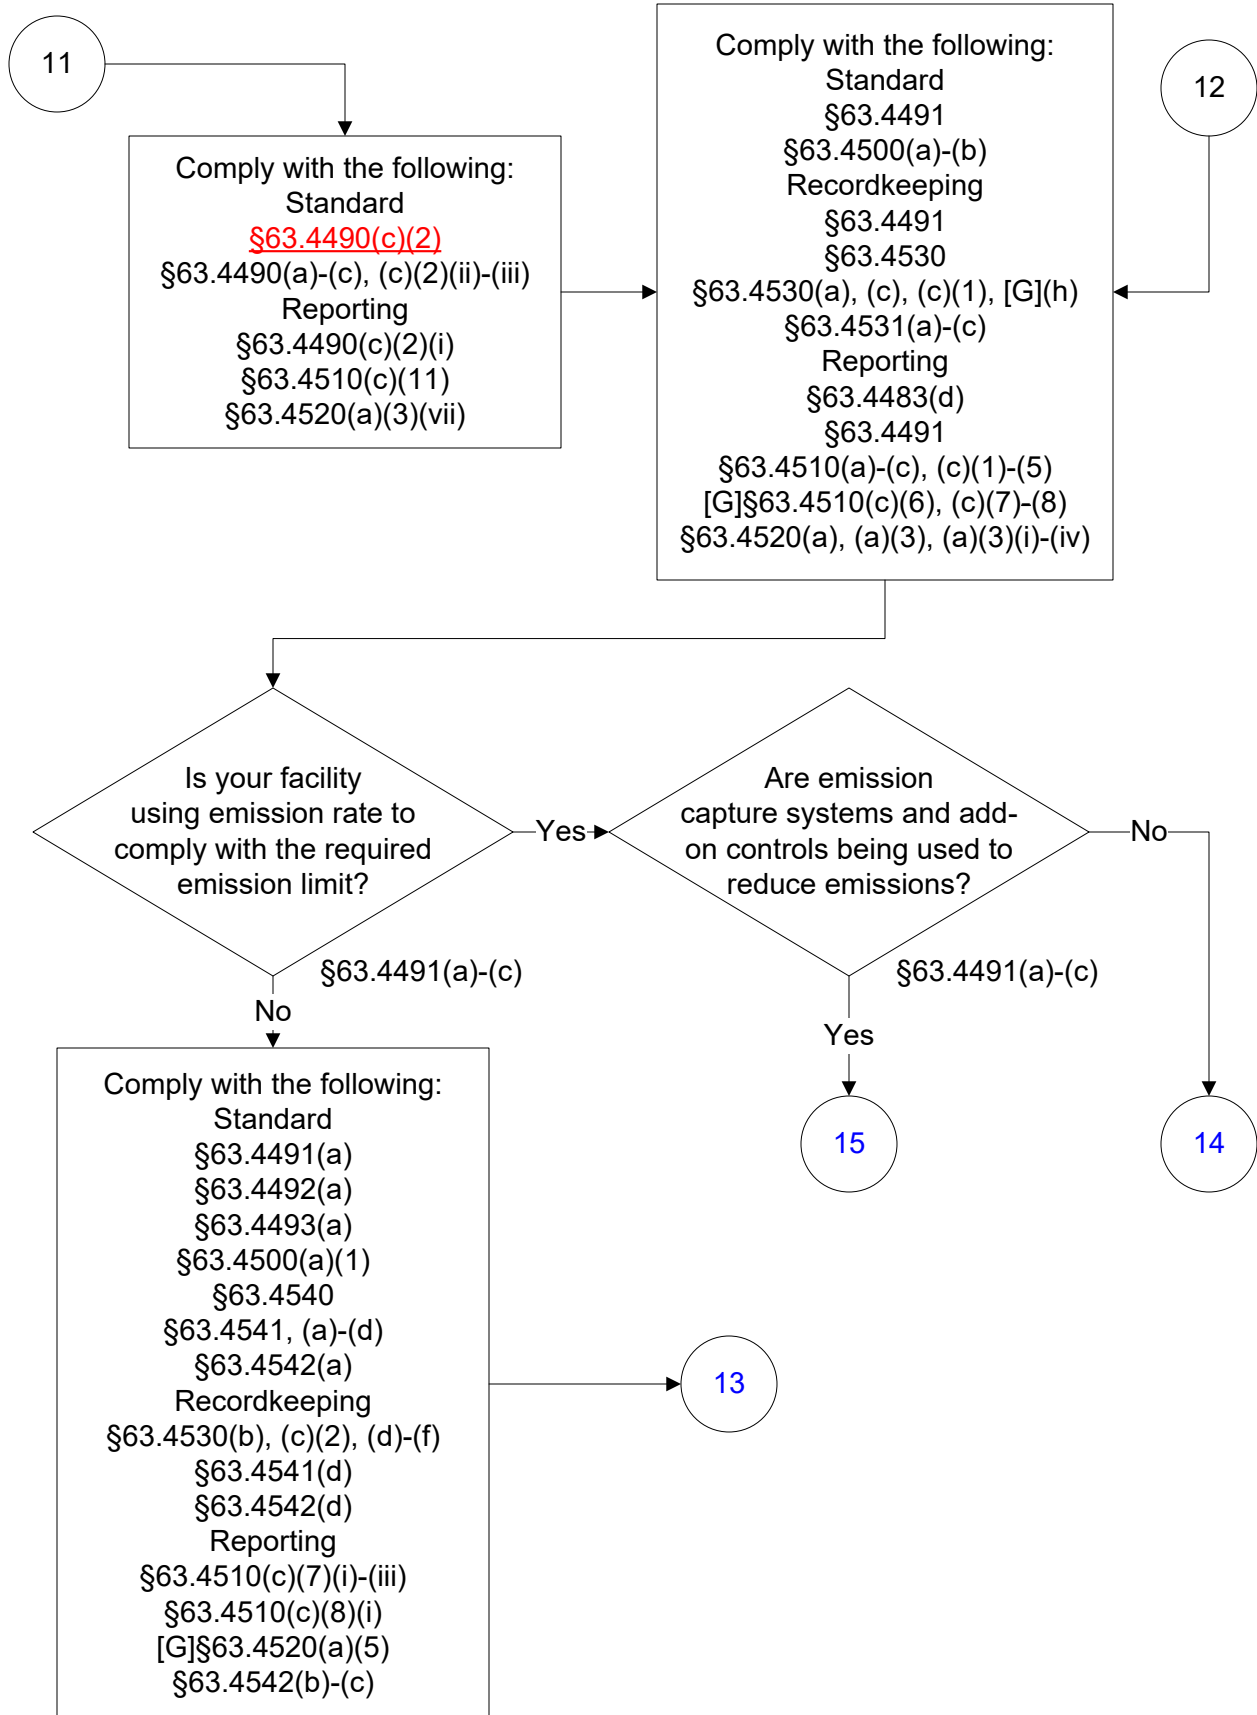 11
Comply with the following:
Standard
§63.4490(c)(2)
§63.4490(a)-(c), (c)(2)(ii)-(iii)
Reporting
§63.4490(c)(2)(i)
§63.4510(c)(11)
§63.4520(a)(3)(vii)
Comply with the following:
Standard
§63.4491
§63.4500(a)-(b)
Recordkeeping
§63.4491
§63.4530
§63.4530(a), (c), (c)(1), [G](h)
§63.4531(a)-(c)
Reporting
§63.4483(d)
§63.4491
§63.4510(a)-(c), (c)(1)-(5)
[G]§63.4510(c)(6), (c)(7)-(8)
§63.4520(a), (a)(3), (a)(3)(i)-(iv)
12
Is your facility
using emission rate to
comply with the required
emission limit?
§63.4491(a)-(c)
Yes
No
Are emission
capture systems and add-
on controls being used to
reduce emissions?
§63.4491(a)-(c)
No
Yes
15
14
Comply with the following:
Standard
§63.4491(a)
§63.4492(a)
§63.4493(a)
§63.4500(a)(1)
§63.4540
§63.4541, (a)-(d)
§63.4542(a)
Recordkeeping
§63.4530(b), (c)(2), (d)-(f)
§63.4541(d)
§63.4542(d)
Reporting
§63.4510(c)(7)(i)-(iii)
§63.4510(c)(8)(i)
[G]§63.4520(a)(5)
§63.4542(b)-(c)
13